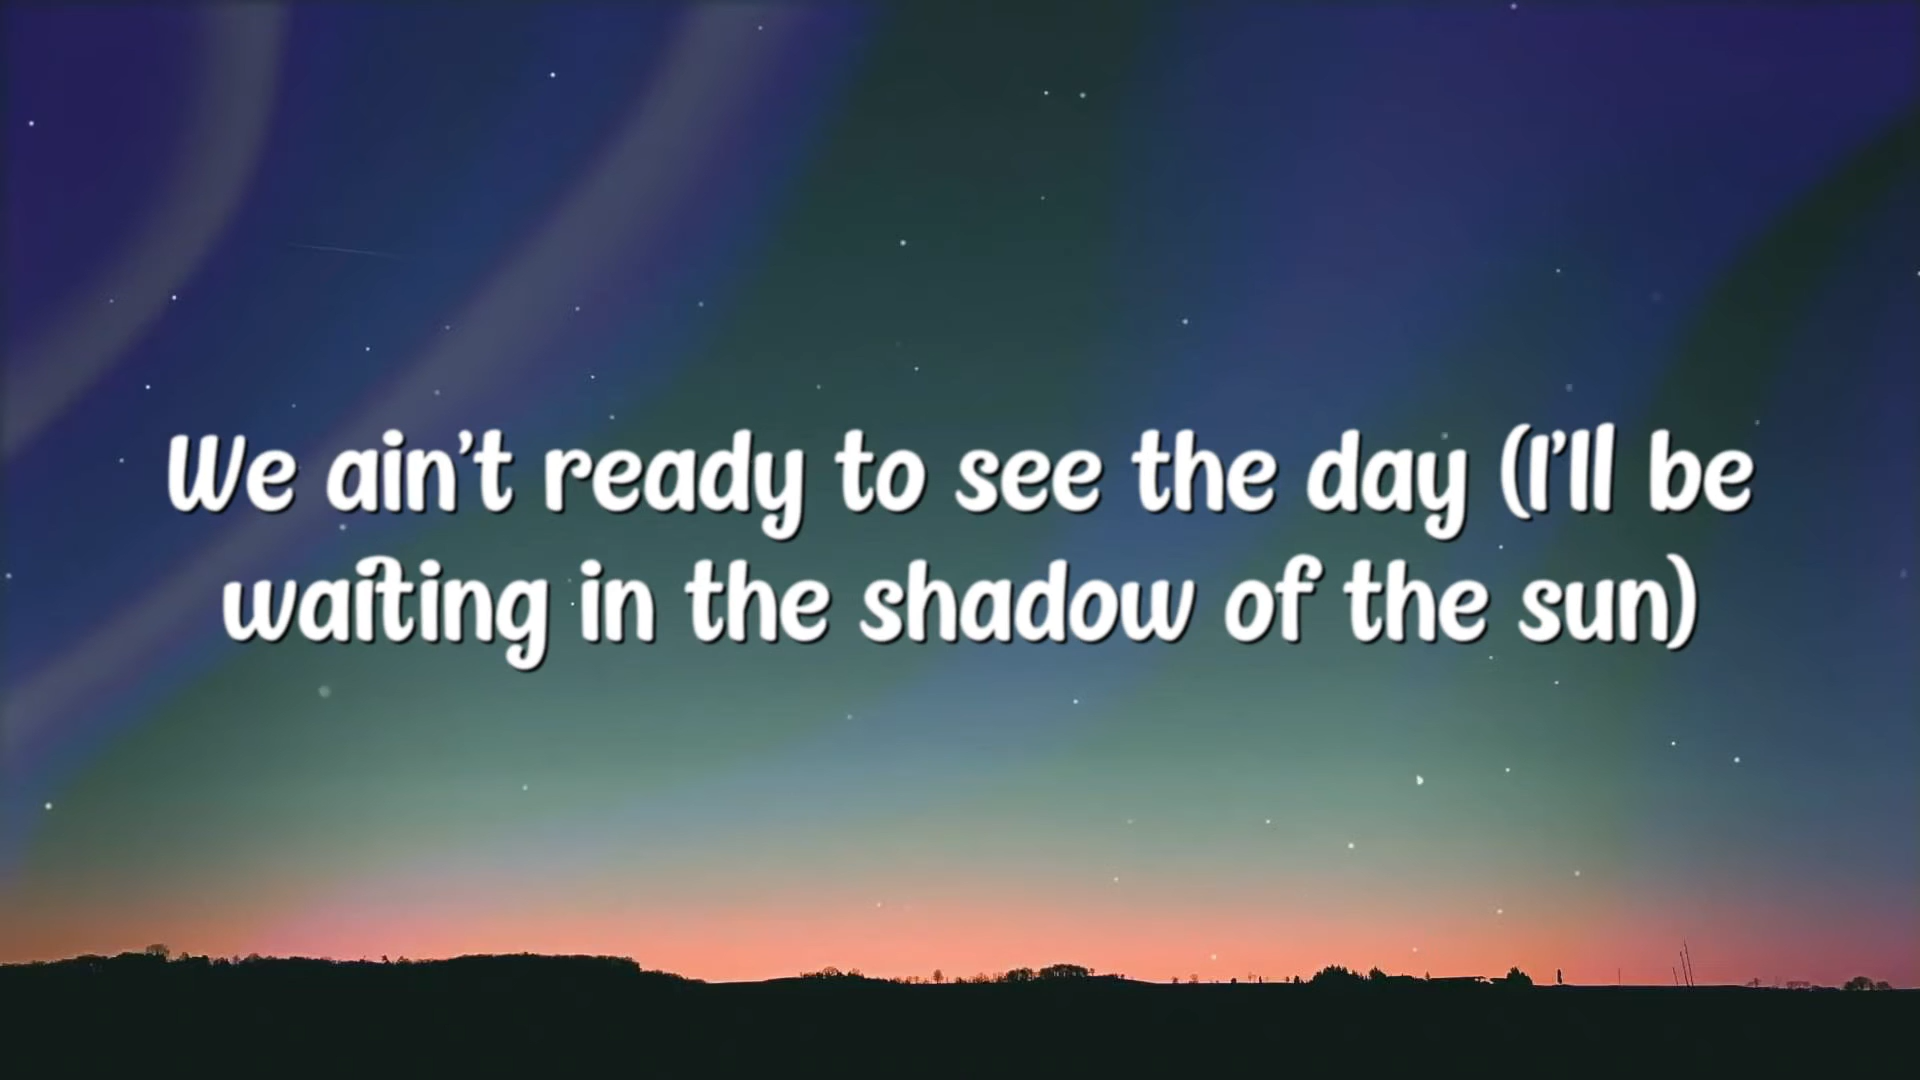 We ain't ready to see the day (I'll be
waiting in the shadow of the sun)